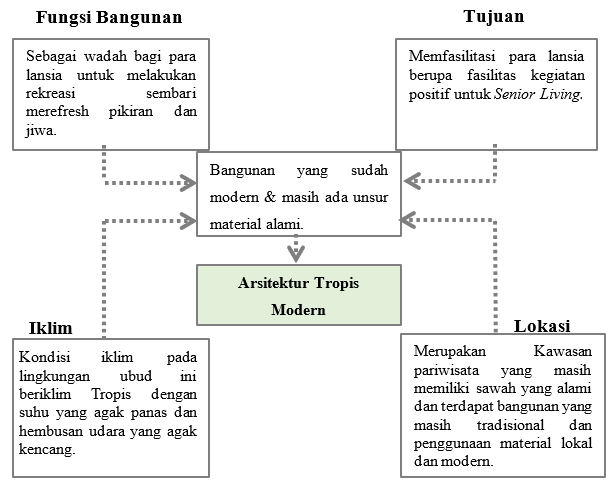 Fungsi Bangunan
Sebagai wadah bagi para
lansia untuk melakukan
rekreasi sembari
merefresh pikiran dan
jiwa.
Tujuan
Memfasilitasi para lansia
berupa fasilitas kegiatan
positif untuk Senior Living.
Bangunan yang sudah
modern & masih ada unsur
material alami.
Arsitektur Tropis
Modern
Iklim
Kondisi iklim pada
lingkungan ubud ini
beriklim Tropis dengan
suhu yang agak panas dan
hembusan udara yang agak
kencang.
Lokasi
Merupakan Kawasan
pariwisata yang masih
memiliki sawah yang alami
dan terdapat bangunan yang
masih tradisional dan
penggunaan material lokal
dan modern.